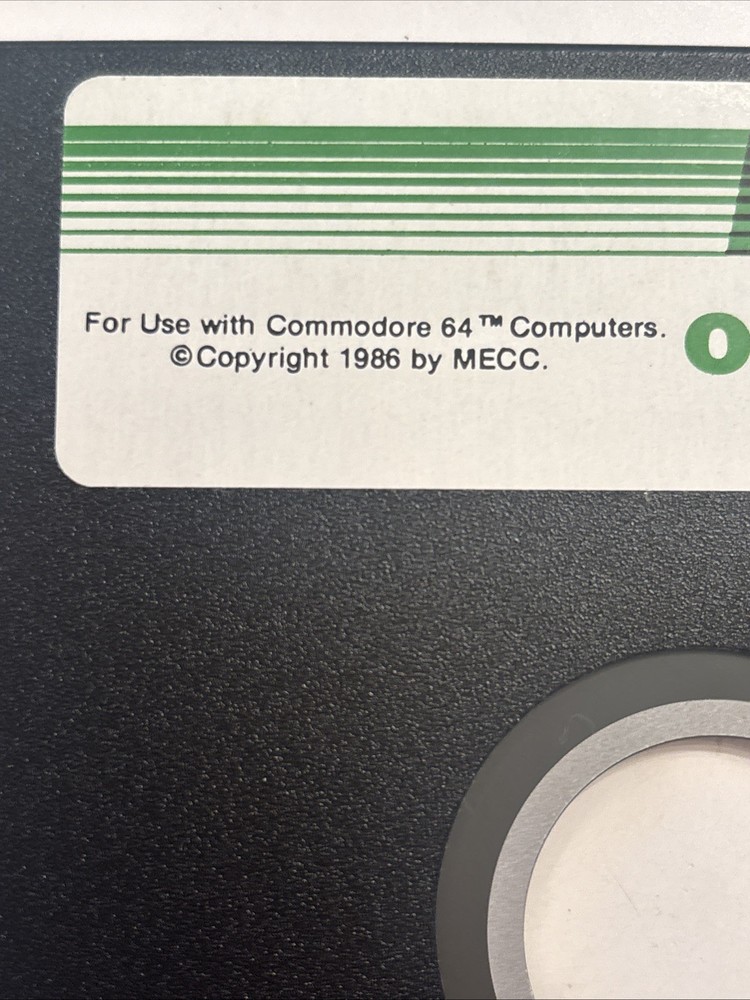 For Use with Commodore 64™ Computers.
©Copyright 1986 by MECC.
O